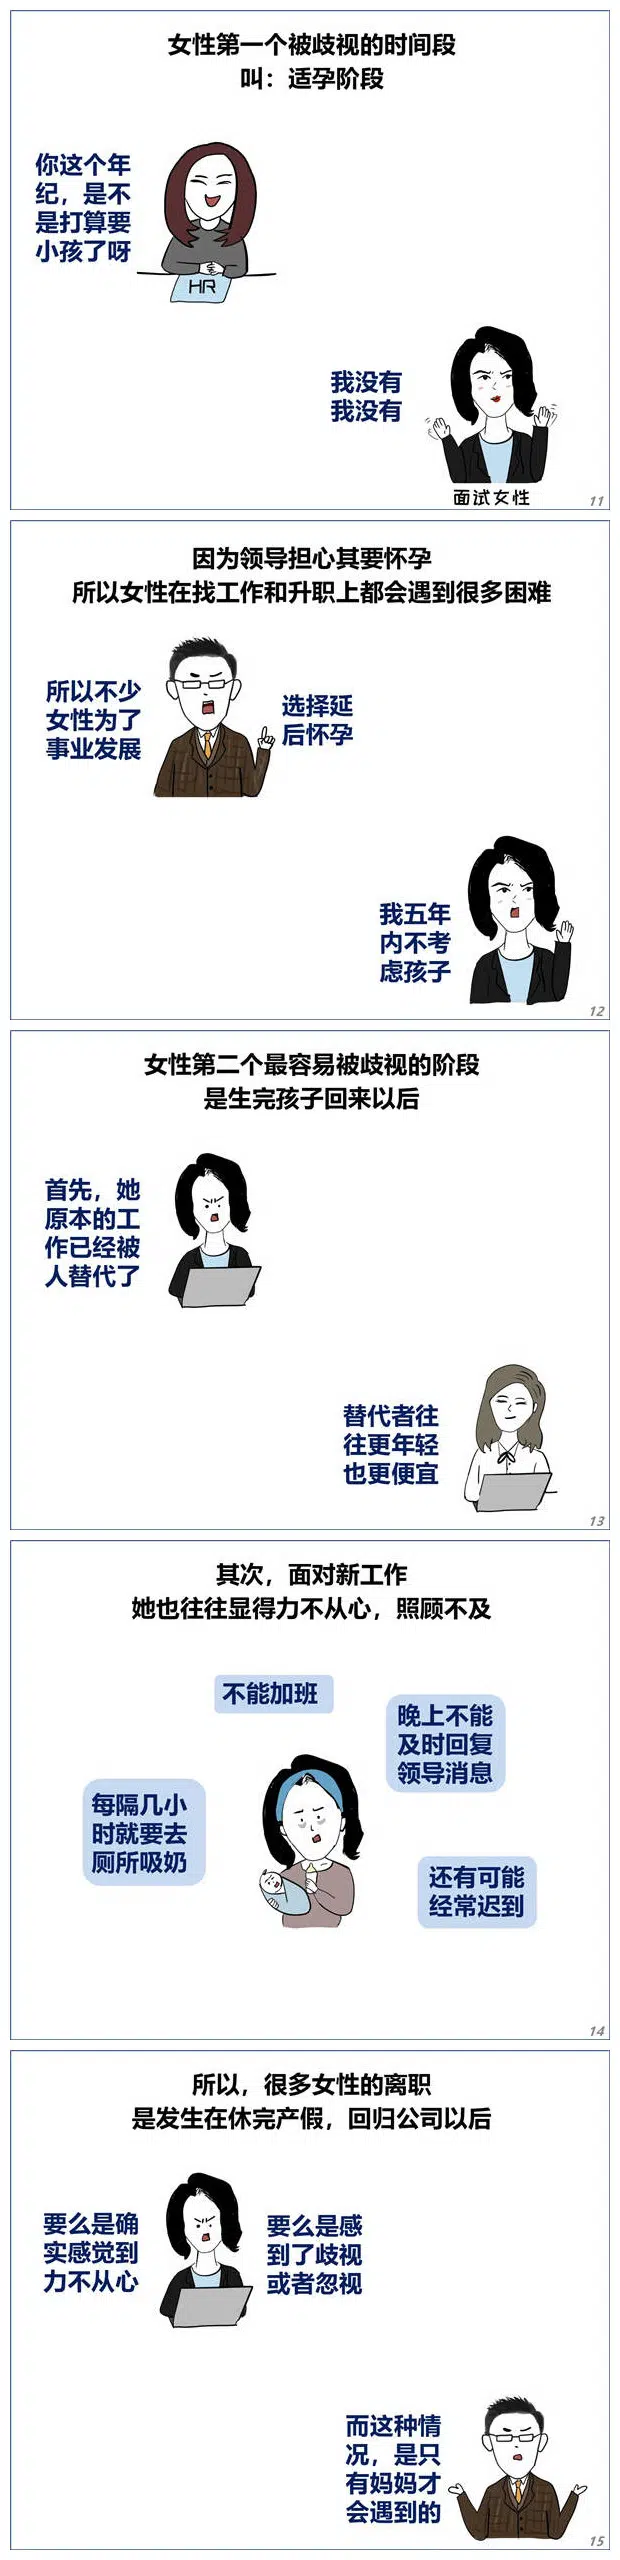 女性第一个被歧视的时间段
叫：适孕阶段
你这个年
纪，是不
是打算要
小孩了呀
HR
我没有
我没有
面试女性
11
因为领导担心其要怀孕
所以女性在找工作和升职上都会遇到很多困难
所以不少
女性为了
事业发展
选择延
后怀孕
我五年
内不考
虑孩子
12
女性第二个最容易被歧视的阶段
是生完孩子回来以后
首先，她
原本的工
作已经被
人替代了
替代者往
往更年轻
也更便宜
13
其次，面对新工作
她也往往显得力不从心，照顾不及
不能加班
晚上不能
及时回复
领导消息
每隔几小
时就要去
厕所吸奶
还有可能
经常迟到
14
所以，很多女性的离职
是发生在休完产假，回归公司以后
要么是确
实感觉到
力不从心
要么是感
到了歧视
或者忽视
而这种情
况，是只
有妈妈才
会遇到的
15